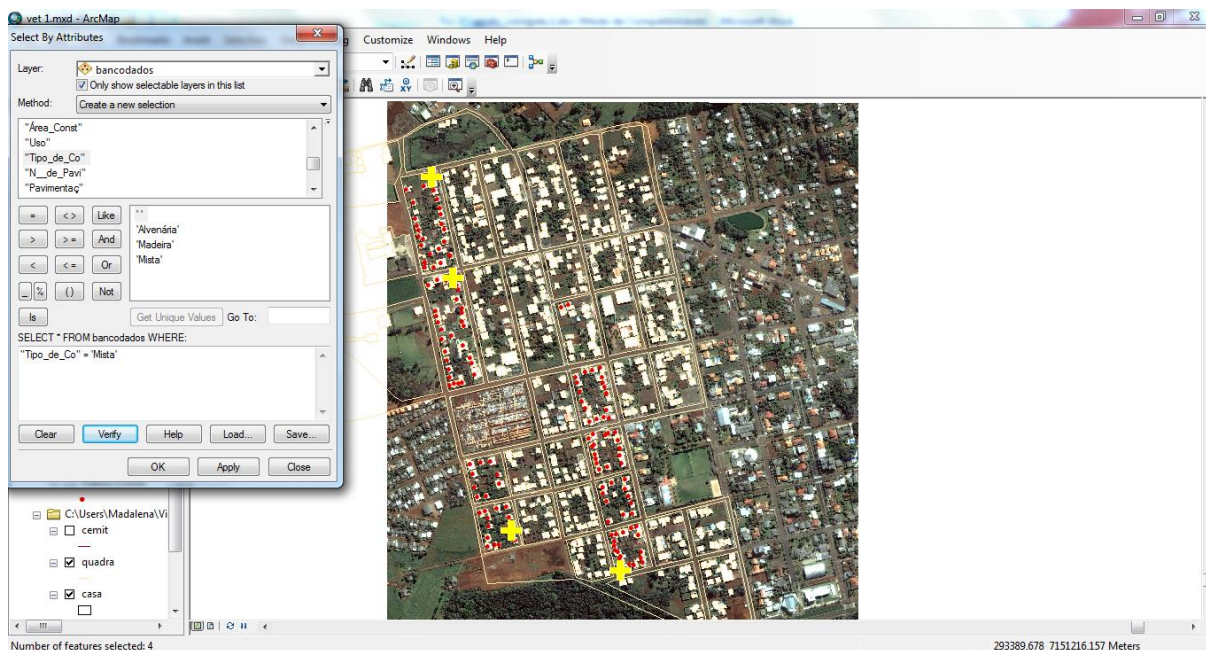 vet 1.mxd - ArcMap
Select By Attributes
Customize Windows Help
Layer: bancodados
Only show selectable layers in this list
Method: Create a new selection
"Área_Const"
"Uso"
"Tipo_de_Co"
"N__de_Pavi"
"Pavimentaç"
= <> Like
> >= And
< <= Or
_ % () Not
Is
''
'Alvenária'
'Madeira'
'Mista'
Get Unique Values Go To:
SELECT * FROM bancodados WHERE:
"Tipo_de_Co" = 'Mista'
Clear Verify Help Load... Save...
OK Apply Close
C:\Users\Madalena\Vi
cemit
quadra
casa
Number of features selected: 4
293389.678 7151216.157 Meters